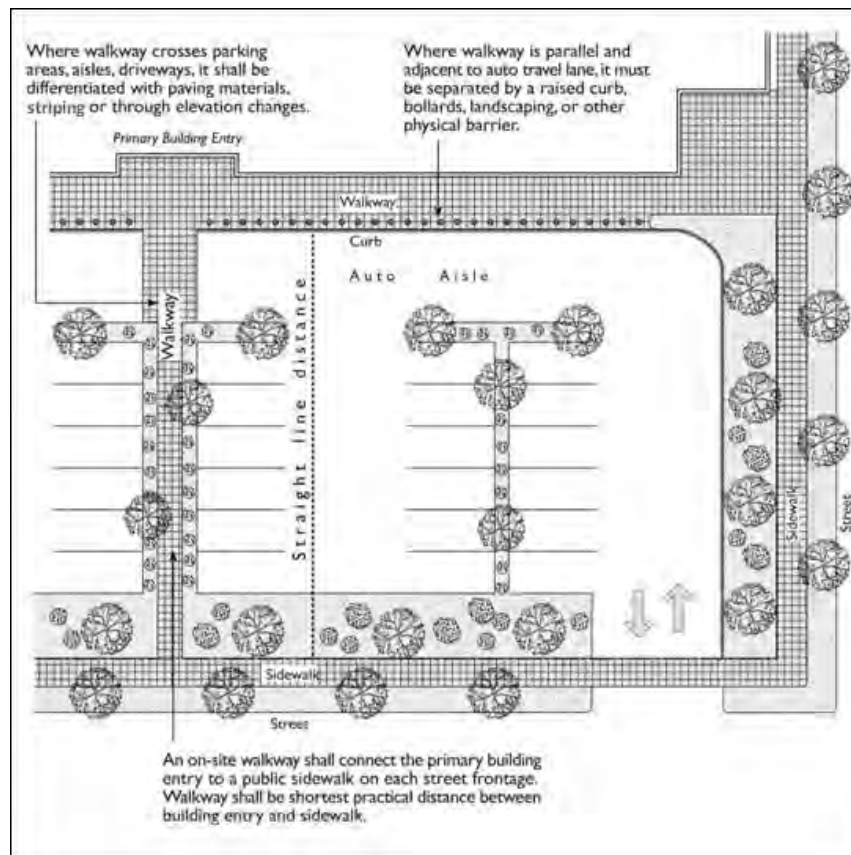 Where walkway crosses parking
areas, aisles, driveways, it shall be
differentiated with paving materials,
striping or through elevation changes.
Where walkway is parallel and
adjacent to auto travel lane, it must
be separated by a raised curb,
bollards, landscaping, or other
physical barrier.
Primary Building Entry
Walkway
Curb
Auto Aisle
Walkway
Straight line distance
Sidewalk
Street
Sidewalk
Street
An on-site walkway shall connect the primary building
entry to a public sidewalk on each street frontage.
Walkway shall be shortest practical distance between
building entry and sidewalk.